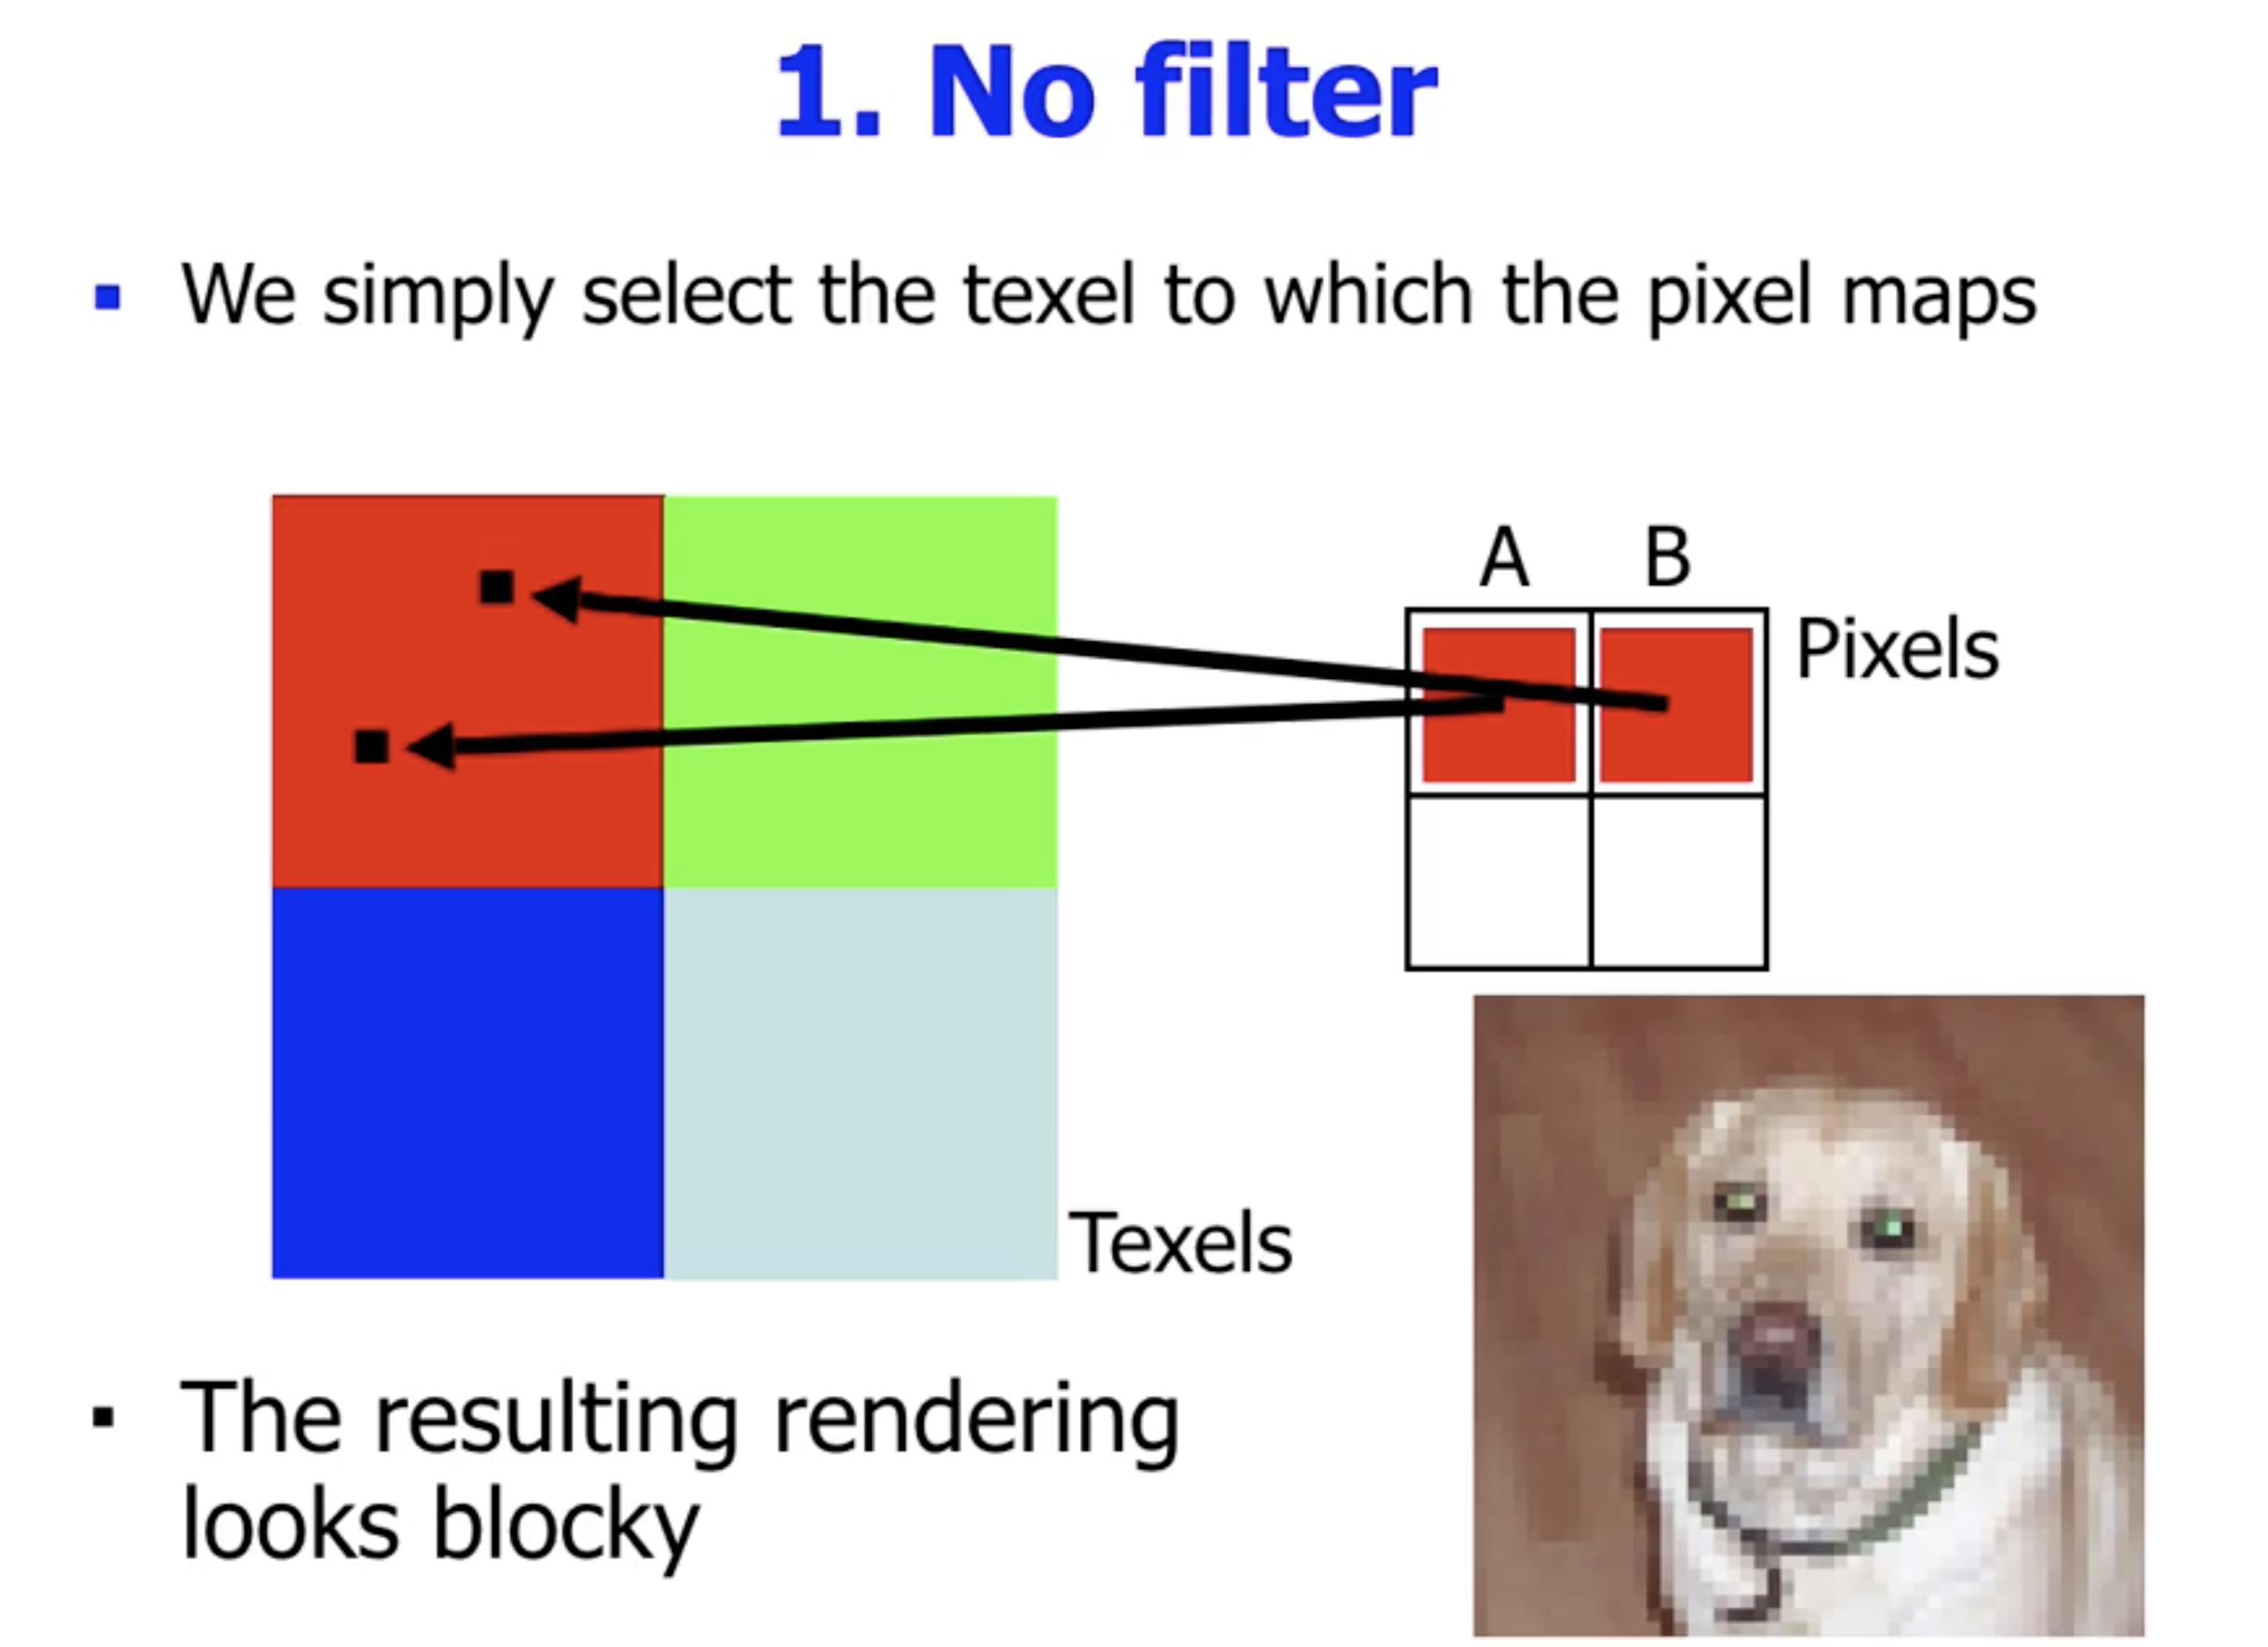 1. No filter
We simply select the texel to which the pixel maps
A B
Pixels
Texels
The resulting rendering
looks blocky